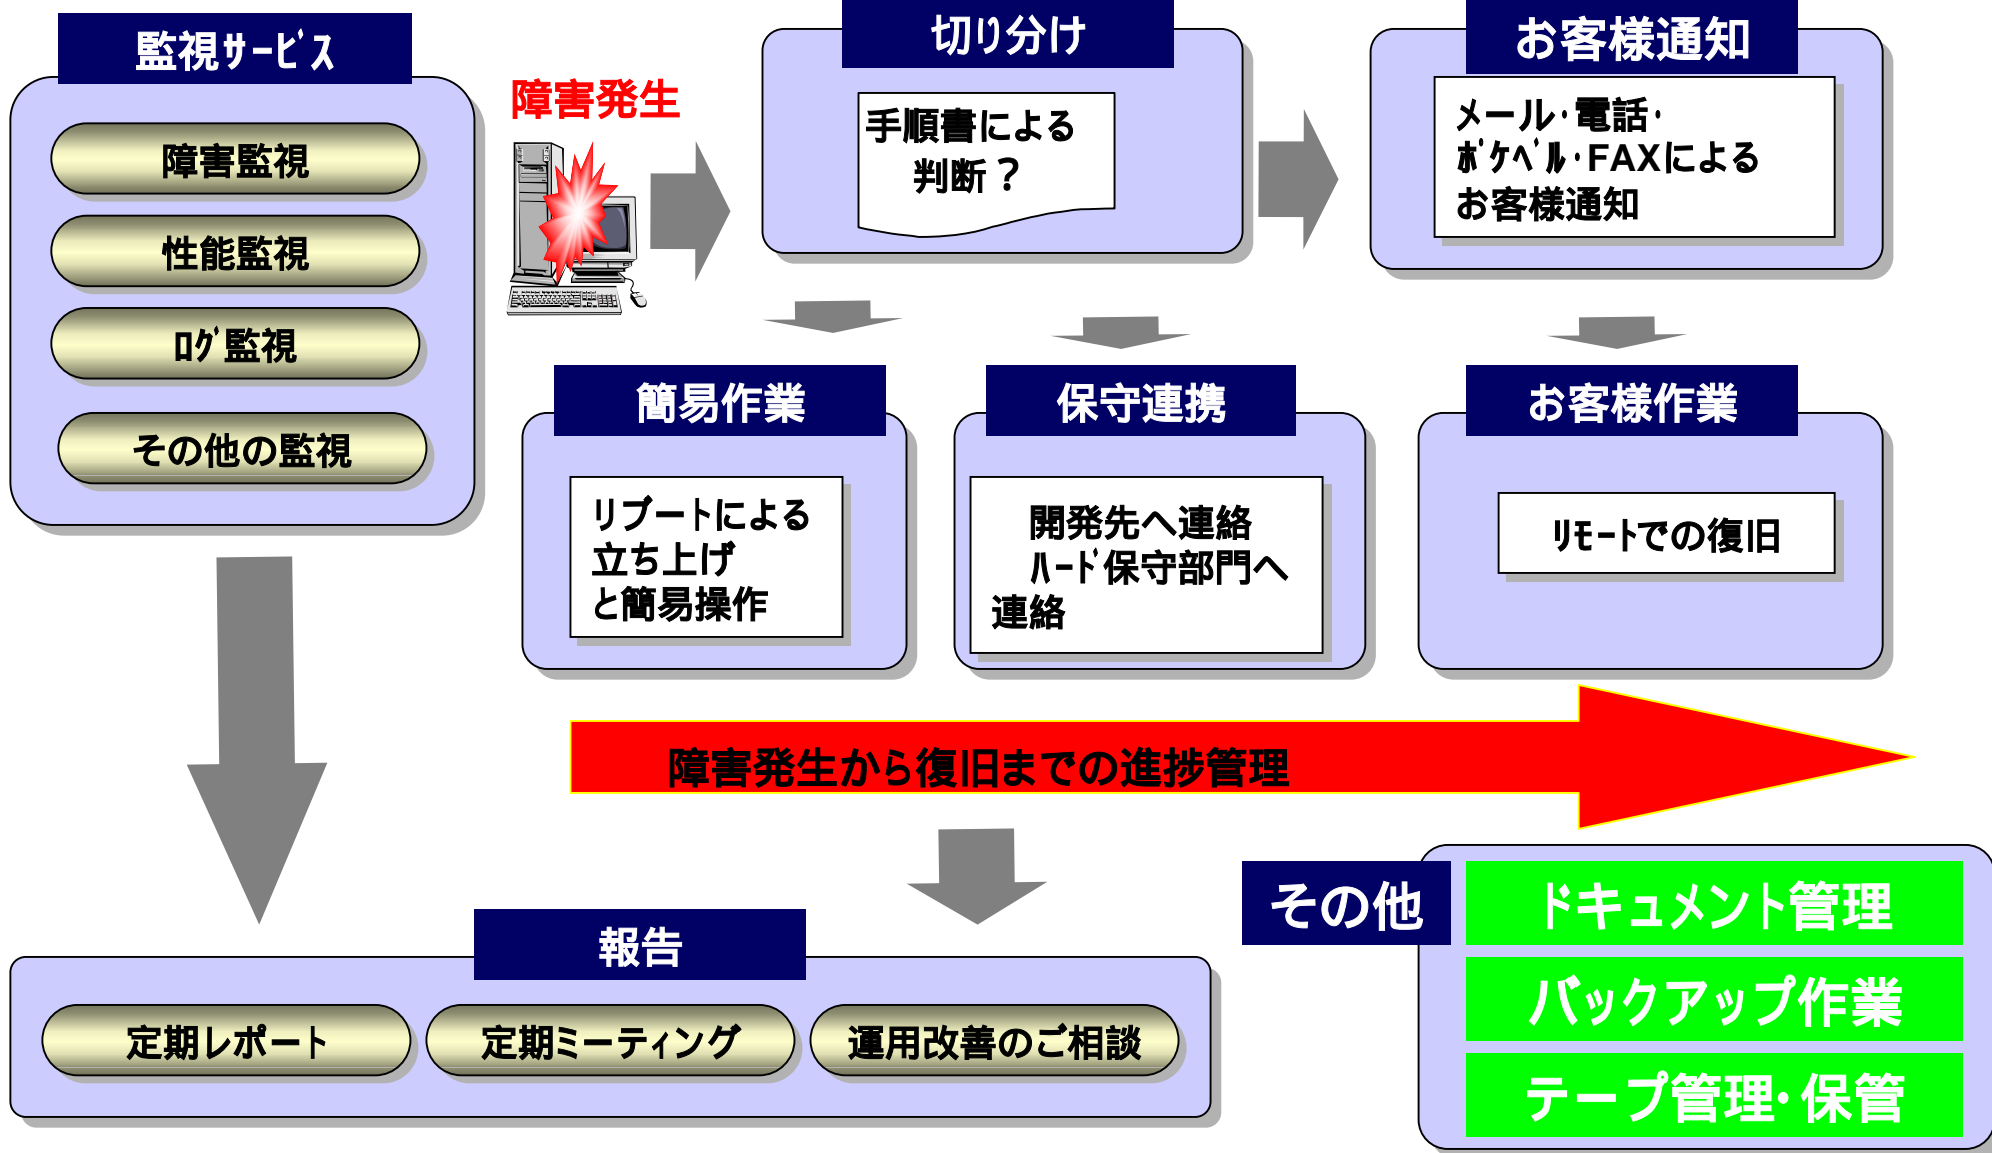 監視サービス
障害監視
性能監視
ログ監視
その他の監視
障害発生
切り分け
手順書による
判断？
お客様通知
メール・電話・
ポケベル・FAXによる
お客様通知
簡易作業
リブートによる
立ち上げ
と簡易操作
保守連携
開発先へ連絡
ハード保守部門へ
連絡
お客様作業
リモートでの復旧
障害発生から復旧までの進捗管理
報告
定期レポート
定期ミーティング
運用改善のご相談
その他
ドキュメント管理
バックアップ作業
テープ管理・保管